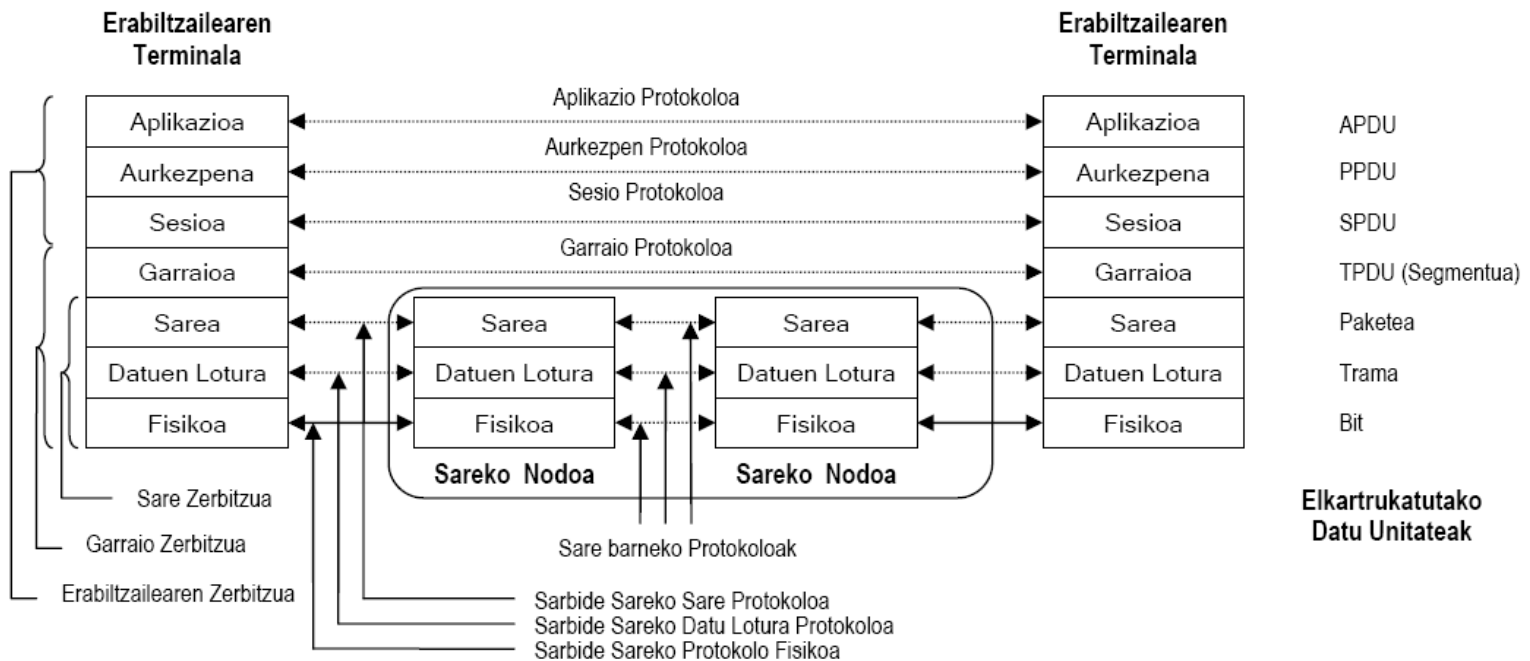 Erabiltzailearen
Terminala
Erabiltzailearen
Terminala
Aplikazioa
Aplikazio Protokoloa
Aplikazioa
APDU
Aurkezpena
Aurkezpen Protokoloa
Aurkezpena
PPDU
Sesioa
Sesio Protokoloa
Sesioa
SPDU
Garraioa
Garraio Protokoloa
Garraioa
TPDU (Segmentua)
Sarea
Sarea
Sarea
Sarea
Paketea
Datuen Lotura
Datuen Lotura
Datuen Lotura
Datuen Lotura
Trama
Fisikoa
Fisikoa
Fisikoa
Fisikoa
Bit
Sareko Nodoa
Sareko Nodoa
Sare Zerbitzua
Garraio Zerbitzua
Erabiltzailearen Zerbitzua
Sare barneko Protokoloak
Elkartrukatutako
Datu Unitateak
Sarbide Sareko Sare Protokoloa
Sarbide Sareko Datu Lotura Protokoloa
Sarbide Sareko Protokolo Fisikoa